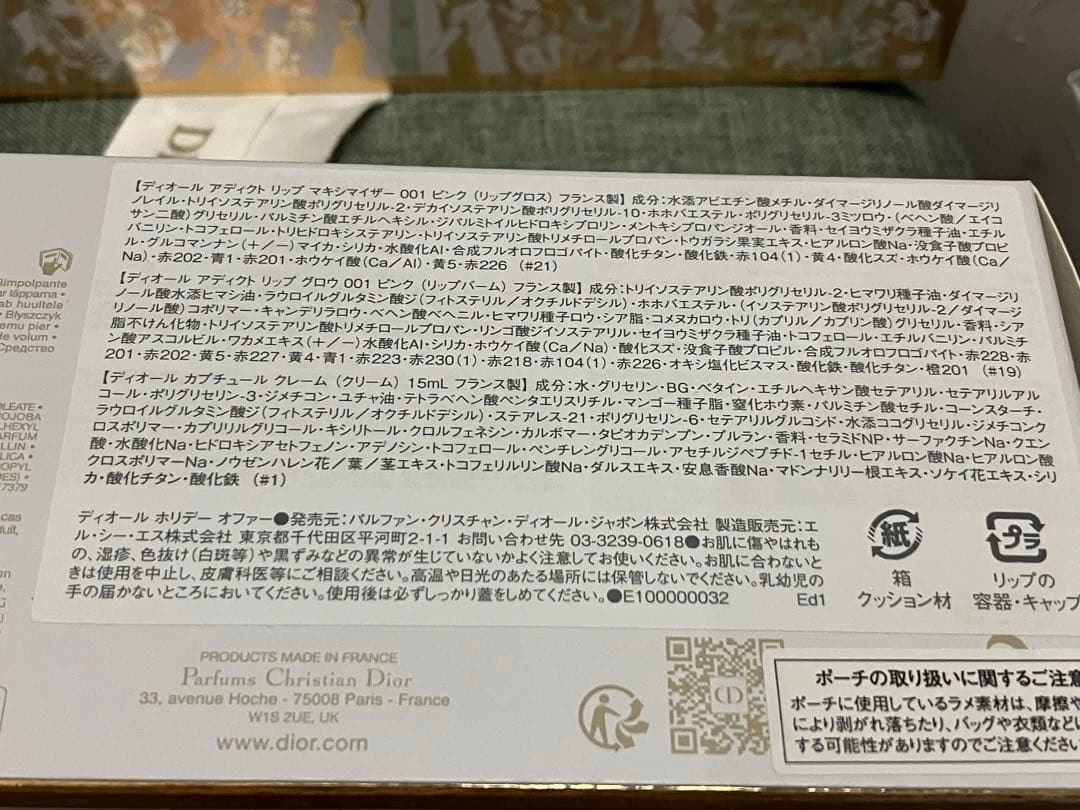 D
【ディオール アディクト リップ マキシマイザー 001 ピンク (リップグロス) フランス製】 成分:水添アビエチン酸メチル・ダイマージリノール酸ダイマージリ
ノレイル・トリイソステアリン酸ポリグリセリル-2・デカイソステアリン酸ポリグリセリル-10・ホホバエステル・ポリグリセリル-3ミツロウ・(ベヘン酸/エイコ
サン二酸)グリセリル・パルミチン酸エチルヘキシル・ジパルミトイルヒドロキシプロリン・メントキシプロパンジオール・香料・セイヨウミザクラ種子油・エチル
バニリン・トコフェロール・トリヒドロキシステアリン・トリイソステアリン酸トリメチロールプロパン・トウガラシ果実エキス・ヒアルロン酸Na・没食子酸プロピ
ル・グルコマンナン(+/-)マイカ・シリカ・水酸化Al・合成フルオロフロゴパイト・酸化チタン・酸化鉄・赤104(1)・黄4・酸化スズ・ホウケイ酸(Ca/
Na)・赤202・青1・赤201・ホウケイ酸(Ca/Al)・黄5・赤226 (#21)
【ディオール アディクト リップ グロウ 001 ピンク (リップバーム) フランス製】 成分:トリイソステアリン酸ポリグリセリル-2・ヒマワリ種子油・ダイマージリ
ノール酸水添ヒマシ油・ラウロイルグルタミン酸ジ(フィトステリル/オクチルドデシル)・ホホバエステル・(イソステアリン酸ポリグリセリル-2/ダイマージ
リノール酸)コポリマー・キャンデリラロウ・ベヘン酸ベヘニル・ヒマワリ種子ロウ・シア脂・コメヌカロウ・トリ(カプリル/カプリン酸)グリセリル・香料・シア
脂不けん化物・トリイソステアリン酸トリメチロールプロパン・リンゴ酸ジイソステアリル・セイヨウミザクラ種子油・トコフェロール・エチルバニリン・パルミチ
ン酸アスコルビル・ワカメエキス(+/-)水酸化Al・シリカ・ホウケイ酸(Ca/Na)・酸化スズ・没食子酸プロピル・合成フルオロフロゴパイト・赤228・赤
201・赤202・黄5・赤227・黄4・青1・赤223・赤230(1)・赤218・赤104(1)・赤226・オキシ塩化ビスマス・酸化鉄・酸化チタン・橙201 (#19)
【ディオール カプチュール クレーム (クリーム) 15mL フランス製】 成分:水・グリセリン・BG・ベタイン・エチルヘキサン酸セテアリル・セテアリルアル
コール・ポリグリセリン-3・ジメチコン・ユチャ油・テトラベヘン酸ペンタエリスリチル・マンゴー種子脂・窒化ホウ素・パルミチン酸セチル・コーンスターチ・
ラウロイルグルタミン酸ジ(フィトステリル/オクチルドデシル)・ステアレス-21・ポリグリセリン-6・セテアリルグルコシド・水添ココグリセリル・ジメチコンク
ロスポリマー・カプリリルグリコール・キシリトール・クロルフェネシン・カルボマー・タピオカデンプン・プルラン・香料・セラミドNP・サーファクチンNa・クエン
酸・水酸化Na・ヒドロキシアセトフェノン・アデノシン・トコフェロール・ペンチレングリコール・アセチルジペプチド-1セチル・ヒアルロン酸Na・ヒアルロン酸
クロスポリマーNa・ノウゼンハレン花/葉/茎エキス・トコフェリルリン酸Na・ダルスエキス・安息香酸Na・マドンナリリー根エキス・ソケイ花エキス・シリ
カ・酸化チタン・酸化鉄 (#1)
ディオール ホリデー オファー●発売元:パルファン・クリスチャン・ディオール・ジャポン株式会社 製造販売元:エ
ル・シー・エス株式会社 東京都千代田区平河町2-1-1 お問い合わせ先 03-3239-0618●お肌に傷やはれも
の、湿疹、色抜け(白斑等)や黒ずみなどの異常が生じていないかよく注意してお使いください。お肌に合わないと
きは使用を中止し、皮膚科医等にご相談ください。高温や日光のあたる場所には保管しないでください。乳幼児の
手の届かないところにおいてください。使用後は必ずしっかり蓋をしめてください。●E100000032 Ed1
紙
箱
クッション材
プラ
リップの
容器・キャップ
Rimpolpante
ar läpparna •
ab huultele
• Błyszczyk
emu pier •
de volum •
Средство
OLEATE •
JOJOBA
LHEXYL
PARFUM
LLIN •
LICA •
ROPYL
DES) •
7379
cas
duit,
en
PRODUCTS MADE IN FRANCE
Parfums Christian Dior
33, avenue Hoche - 75008 Paris - France
W1S 2UE, UK
www.dior.com
CD
ポーチの取り扱いに関するご注意
ポーチに使用しているラメ素材は、摩擦や
により剥がれ落ちたり、バッグや衣類などに
する可能性がありますのでご注意ください